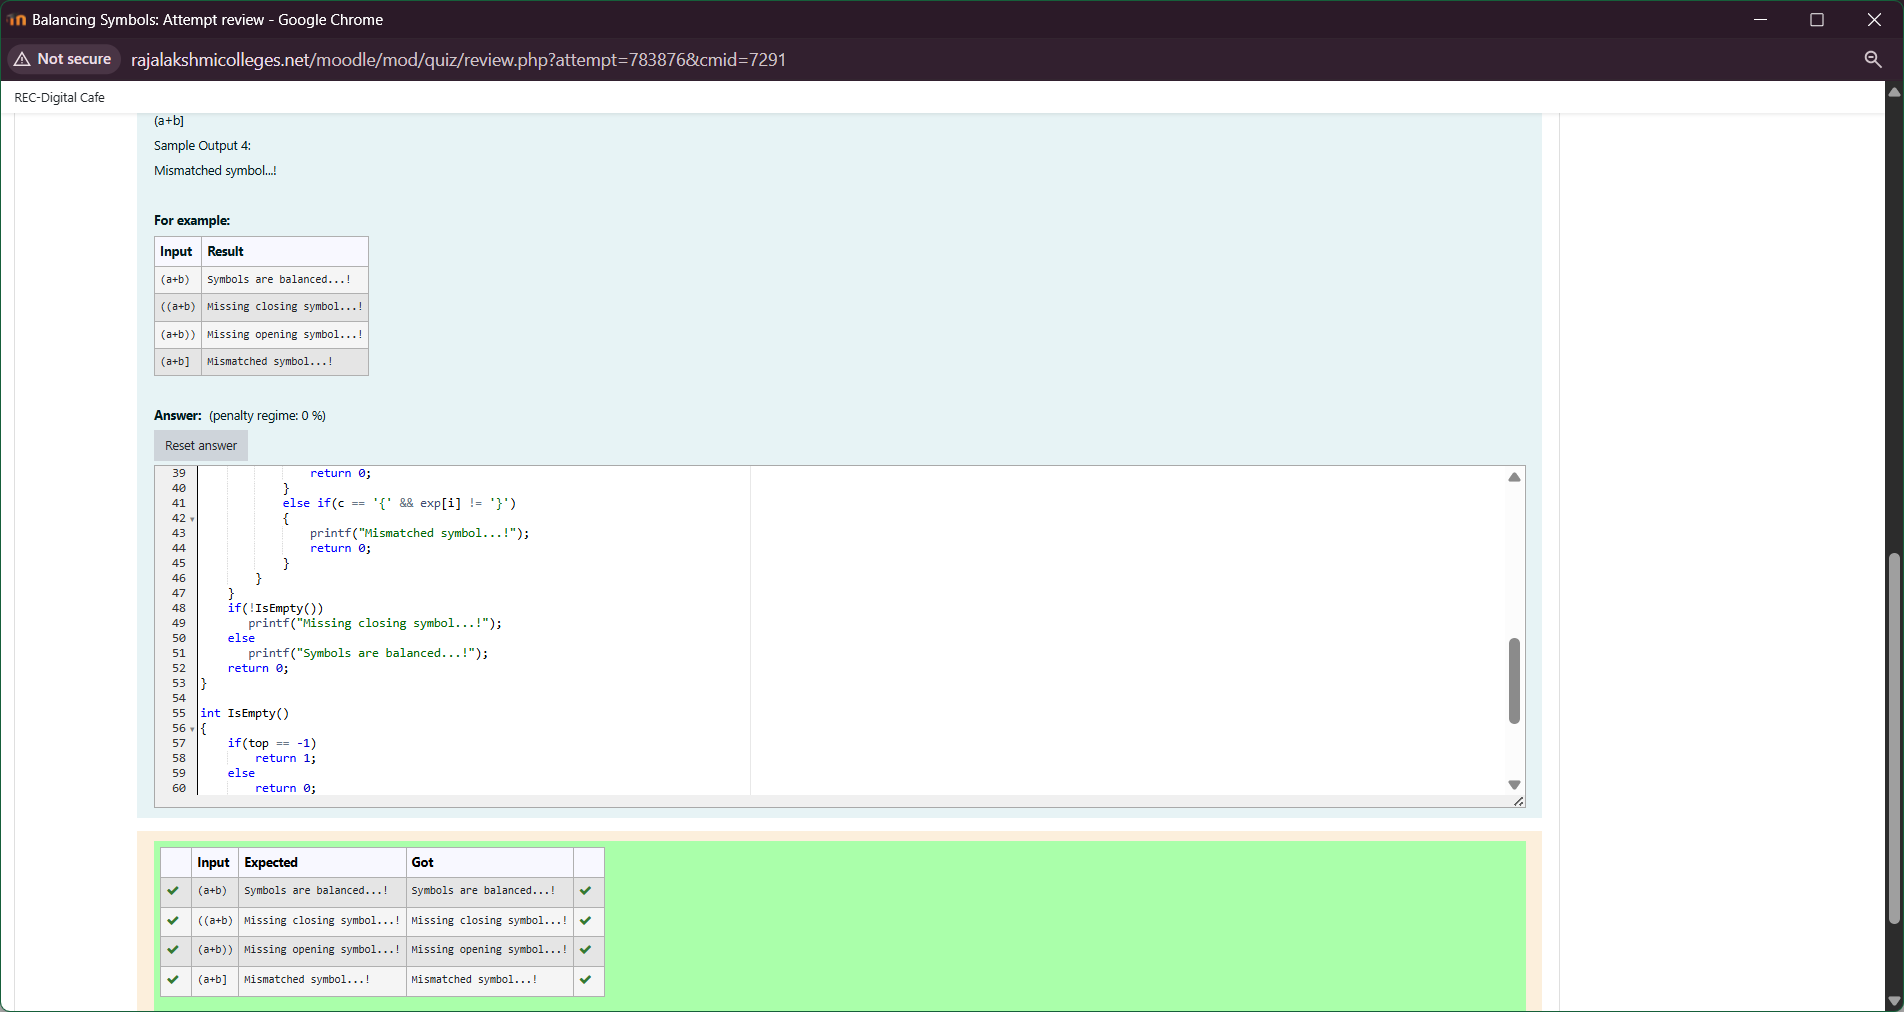 Balancing Symbols: Attempt review - Google Chrome
Not secure rajalakshmicolleges.net/moodle/mod/quiz/review.php?attempt=783876&cmid=7291
REC-Digital Cafe
(a+b]
Sample Output 4:
Mismatched symbol...!
For example:
Input Result
(a+b) Symbols are balanced...!
((a+b) Missing closing symbol...!
(a+b)) Missing opening symbol...!
(a+b] Mismatched symbol...!
Answer: (penalty regime: 0 %)
Reset answer
39 return 0;
40 }
41 else if(c == '{' && exp[i] != '}')
42 {
43 printf("Mismatched symbol...!");
44 return 0;
45 }
46 }
47 }
48 if(!IsEmpty())
49 printf("Missing closing symbol...!");
50 else
51 printf("Symbols are balanced...!");
52 return 0;
53 }
54
55 int IsEmpty()
56 {
57 if(top == -1)
58 return 1;
59 else
60 return 0;
Input Expected Got
(a+b) Symbols are balanced...! Symbols are balanced...!
((a+b) Missing closing symbol...! Missing closing symbol...!
(a+b)) Missing opening symbol...! Missing opening symbol...!
(a+b] Mismatched symbol...! Mismatched symbol...!